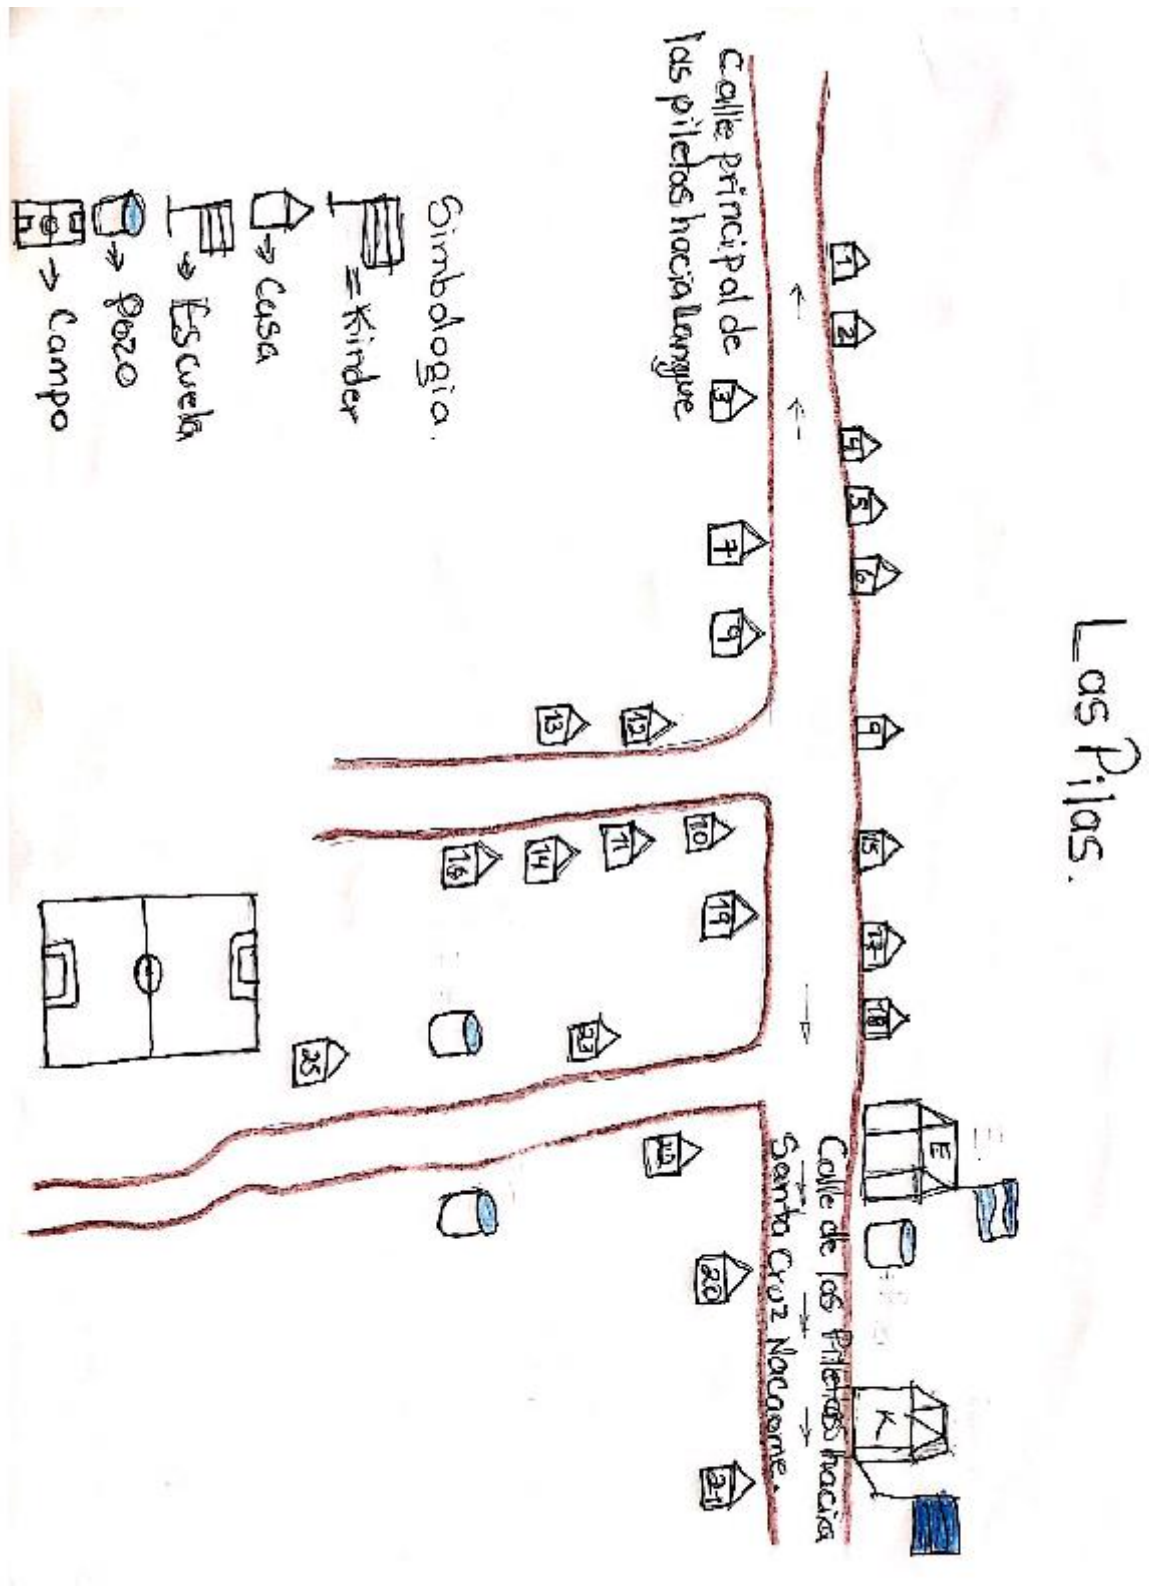 Las Pilas.
Calle principal de
las piletas hacia Langue
1
2
3
4
5
6
7
9
9
15
17
18
13
12
10
11
14
16
19
23
25
22
20
21
E
K
Calle de las Piletas hacia
Santa Cruz Nacaome.
Simbologia.
=Kinder
→ Casa
→ Escuela
→ Pozo
→ Campo